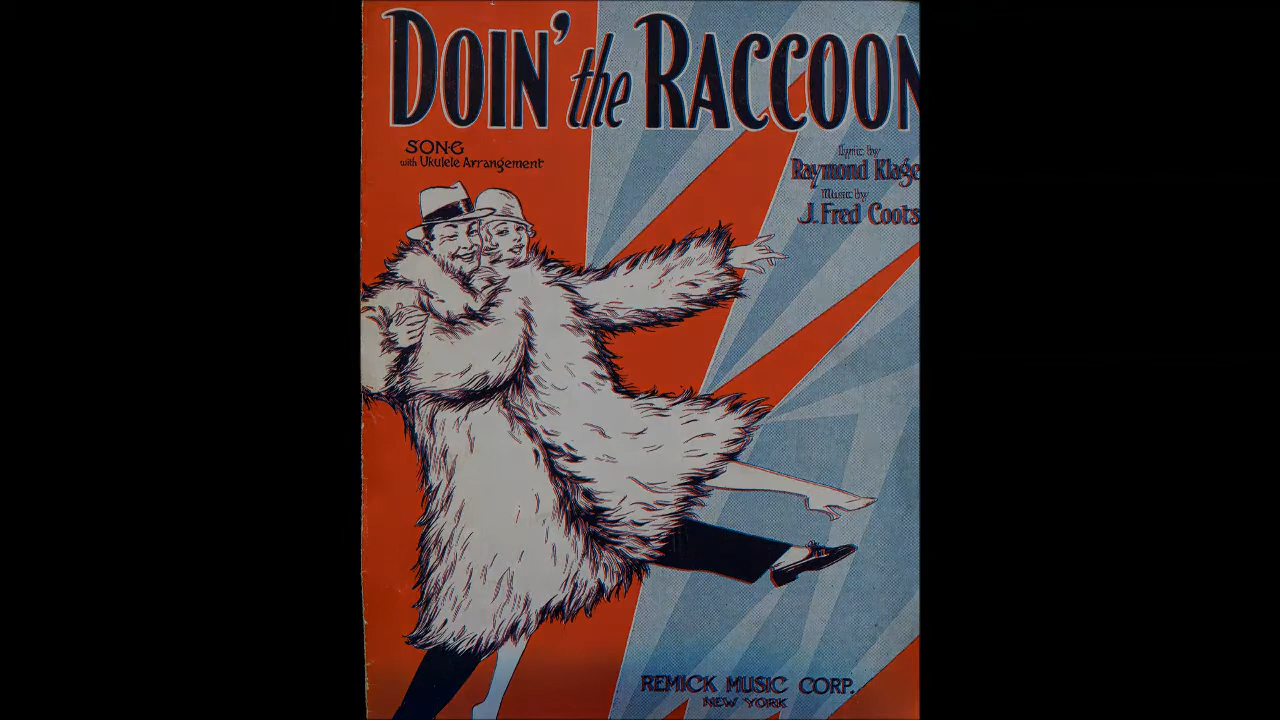 DOIN' the RACCOON
SONG
with Ukulele Arrangement
Lyric by
Raymond Klage
Music by
J. Fred Coots
REMICK MUSIC CORP.
NEW YORK